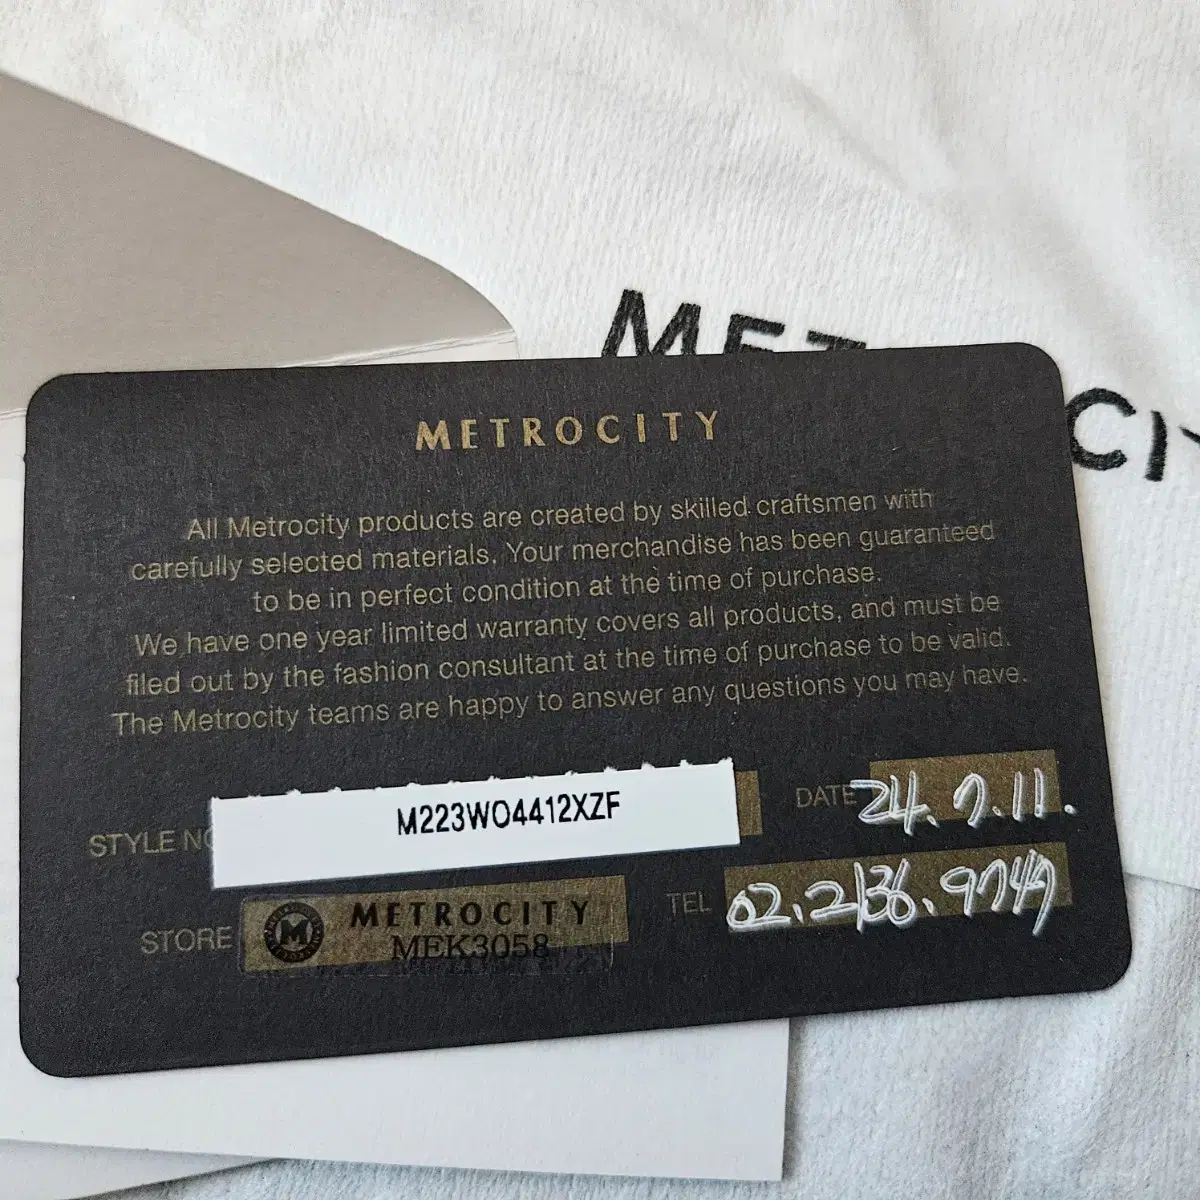 MET
CI
METROCITY
All Metrocity products are created by skilled craftsmen with
carefully selected materials, Your merchandise has been guaranteed
to be in perfect condition at the time of purchase.
We have one year limited warranty covers all products, and must be
filled out by the fashion consultant at the time of purchase to be valid.
The Metrocity teams are happy to answer any questions you may have.
STYLE NO M223WO4412XZF
DATE 24. 7.11.
STORE METROCITY
MEK3058
TEL 02.2136.9749